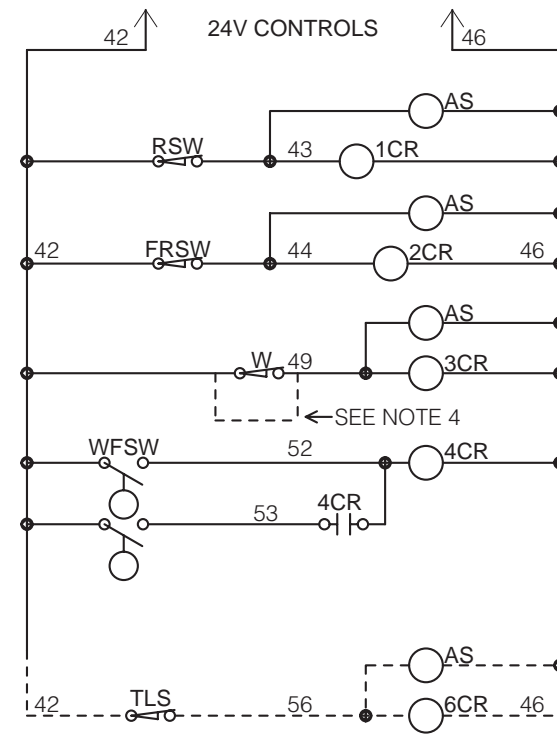 42 24V CONTROLS 46
AS
RSW 43 1CR
AS
42 FRSW 44 2CR 46
AS
W 49 3CR
SEE NOTE 4
WFSW 52 4CR
53 4CR
AS
42 TLS 56 6CR 46